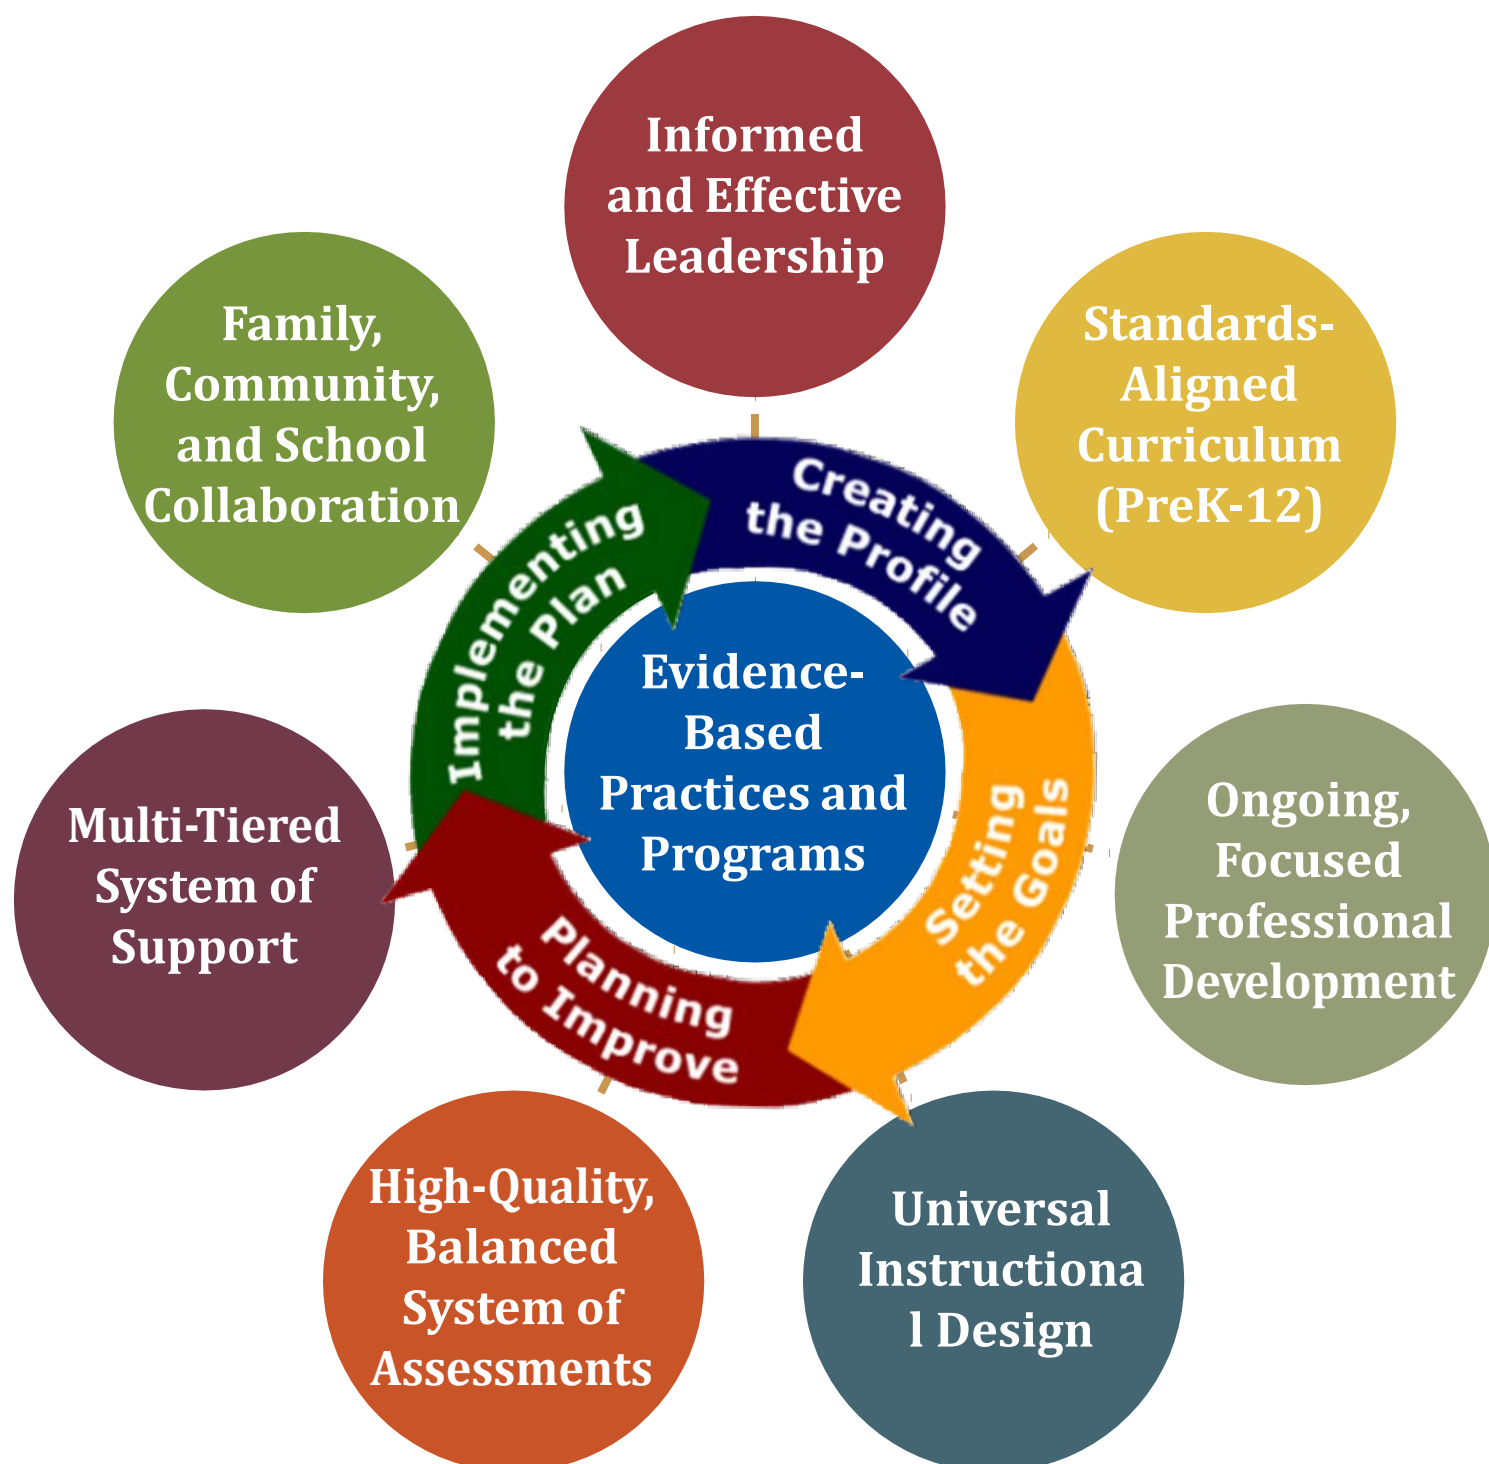 Informed
and Effective
Leadership
Standards-
Aligned
Curriculum
(PreK-12)
Ongoing,
Focused
Professional
Development
Universal
Instructiona
l Design
High-Quality,
Balanced
System of
Assessments
Multi-Tiered
System of
Support
Family,
Community,
and School
Collaboration
Creating
the Profile
Setting
the Goals
Planning
to Improve
Implementing
the Plan
Evidence-
Based
Practices and
Programs